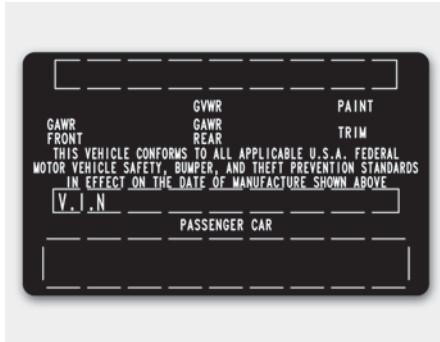 GVWR PAINT
GAWR FRONT GAWR REAR TRIM
THIS VEHICLE CONFORMS TO ALL APPLICABLE U.S.A. FEDERAL
MOTOR VEHICLE SAFETY, BUMPER, AND THEFT PREVENTION STANDARDS
IN EFFECT ON THE DATE OF MANUFACTURE SHOWN ABOVE
V.I.N
PASSENGER CAR